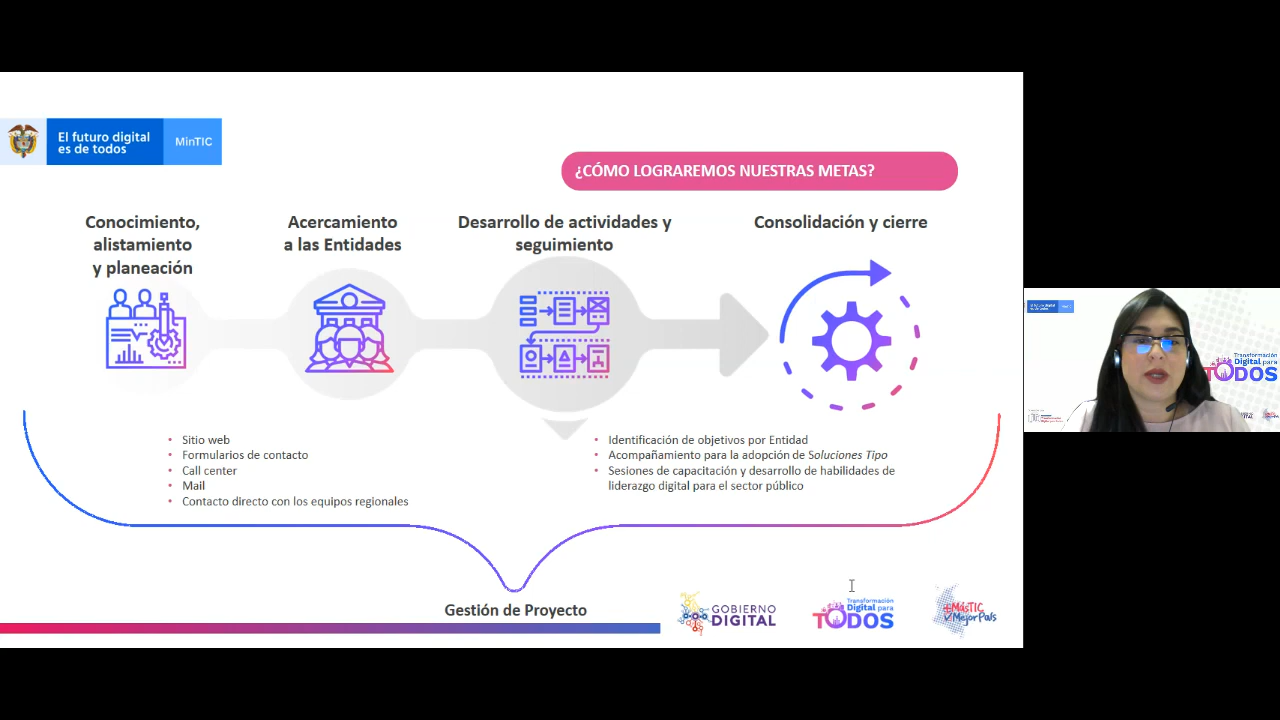 El futuro digital
es de todos
MinTIC
¿CÓMO LOGRAREMOS NUESTRAS METAS?
Conocimiento,
alistamiento
y planeación
Acercamiento
a las Entidades
Desarrollo de actividades y
seguimiento
Consolidación y cierre
• Sitio web
• Formularios de contacto
• Call center
• Mail
• Contacto directo con los equipos regionales
• Identificación de objetivos por Entidad
• Acompañamiento para la adopción de Soluciones Tipo
• Sesiones de capacitación y desarrollo de habilidades de
liderazgo digital para el sector público
Gestión de Proyecto
GOBIERNO
DIGITAL
Transformación
Digital para
TODOS
+MásTIC
MejorPaís
Transformación
Digital para
TODOS